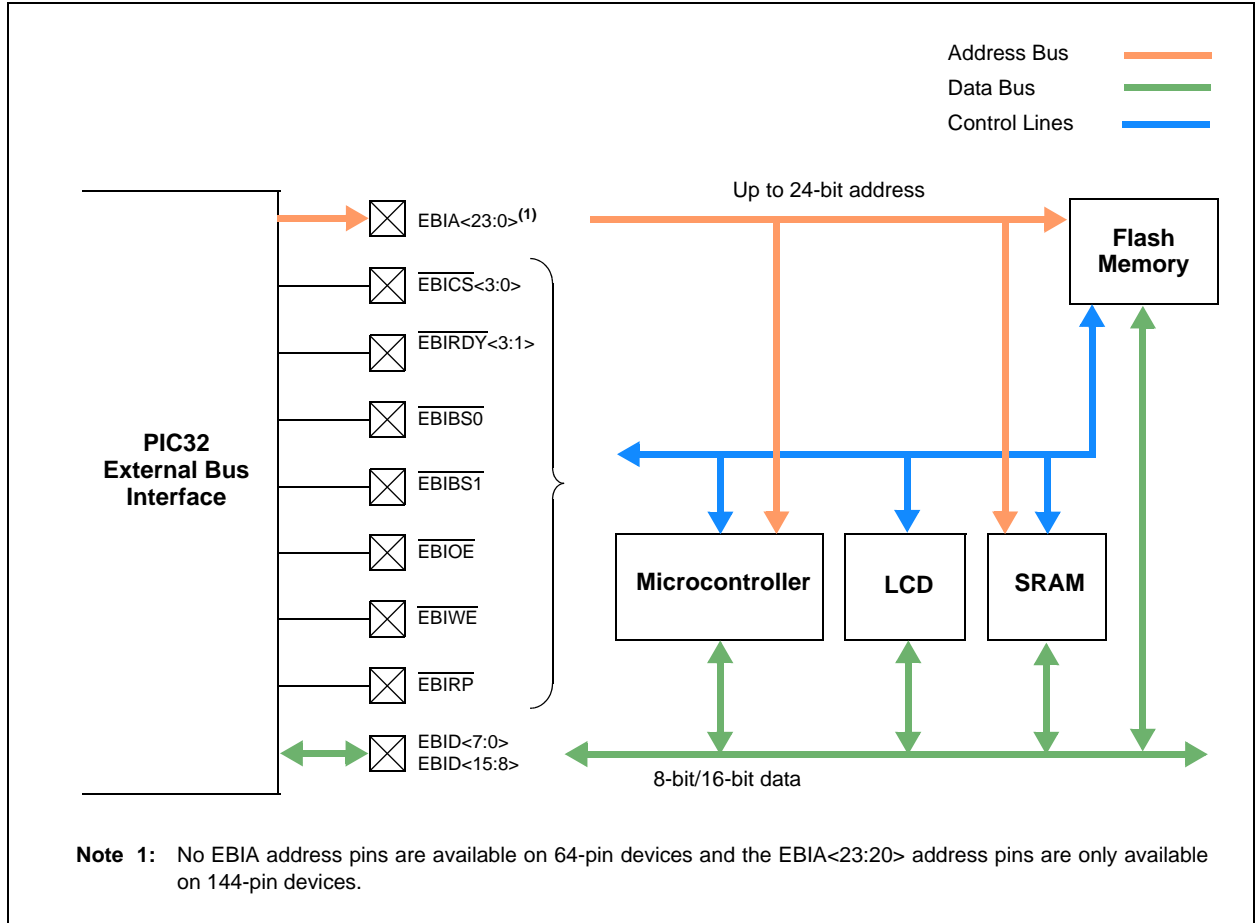 Address Bus
Data Bus
Control Lines
Up to 24-bit address
EBIA<23:0>(1)
Flash
Memory
EBICS<3:0>
EBIRDY<3:1>
EBIBS0
PIC32
External Bus
Interface
EBIBS1
EBIOE
Microcontroller
LCD
SRAM
EBIWE
EBIRP
EBID<7:0>
EBID<15:8>
8-bit/16-bit data
Note 1: No EBIA address pins are available on 64-pin devices and the EBIA<23:20> address pins are only available
on 144-pin devices.